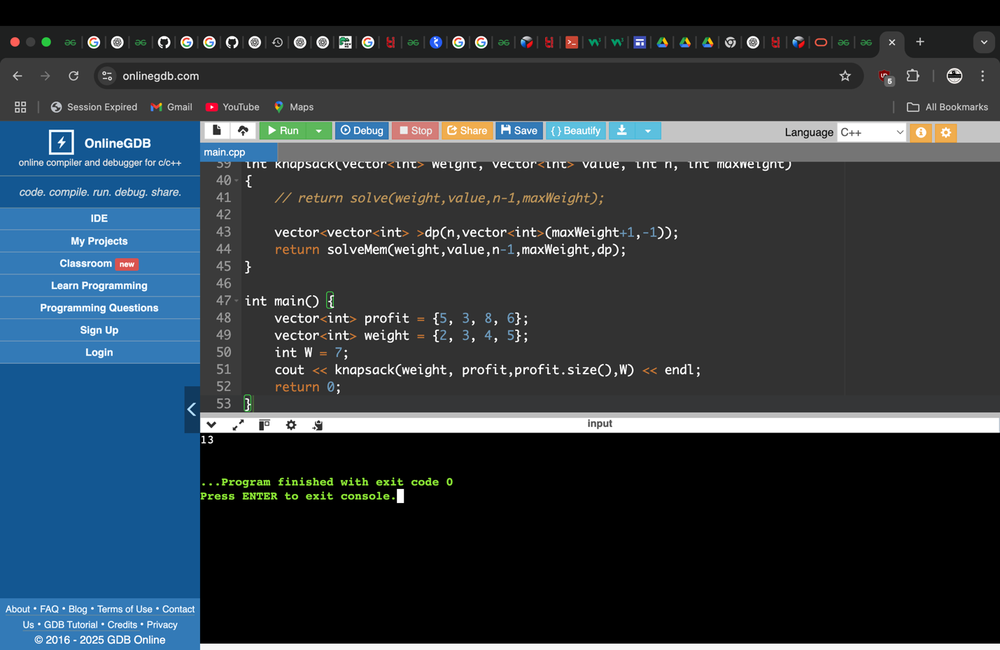 onlinegdb.com
5
Session Expired
Gmail
YouTube
Maps
All Bookmarks
OnlineGDB
online compiler and debugger for c/c++
code. compile. run. debug. share.
IDE
My Projects
Classroom new
Learn Programming
Programming Questions
Sign Up
Login
About • FAQ • Blog • Terms of Use • Contact
Us • GDB Tutorial • Credits • Privacy
© 2016 - 2025 GDB Online
Run
Debug
Stop
Share
Save
{ } Beautify
Language C++
main.cpp
39 int knapsack(vector<int> weight, vector<int> value, int n, int maxWeight)
40 {
41 // return solve(weight,value,n-1,maxWeight);
42
43 vector<vector<int> >dp(n,vector<int>(maxWeight+1,-1));
44 return solveMem(weight,value,n-1,maxWeight,dp);
45 }
46
47 int main() {
48 vector<int> profit = {5, 3, 8, 6};
49 vector<int> weight = {2, 3, 4, 5};
50 int W = 7;
51 cout << knapsack(weight, profit,profit.size(),W) << endl;
52 return 0;
53 }
input
13
...Program finished with exit code 0
Press ENTER to exit console.